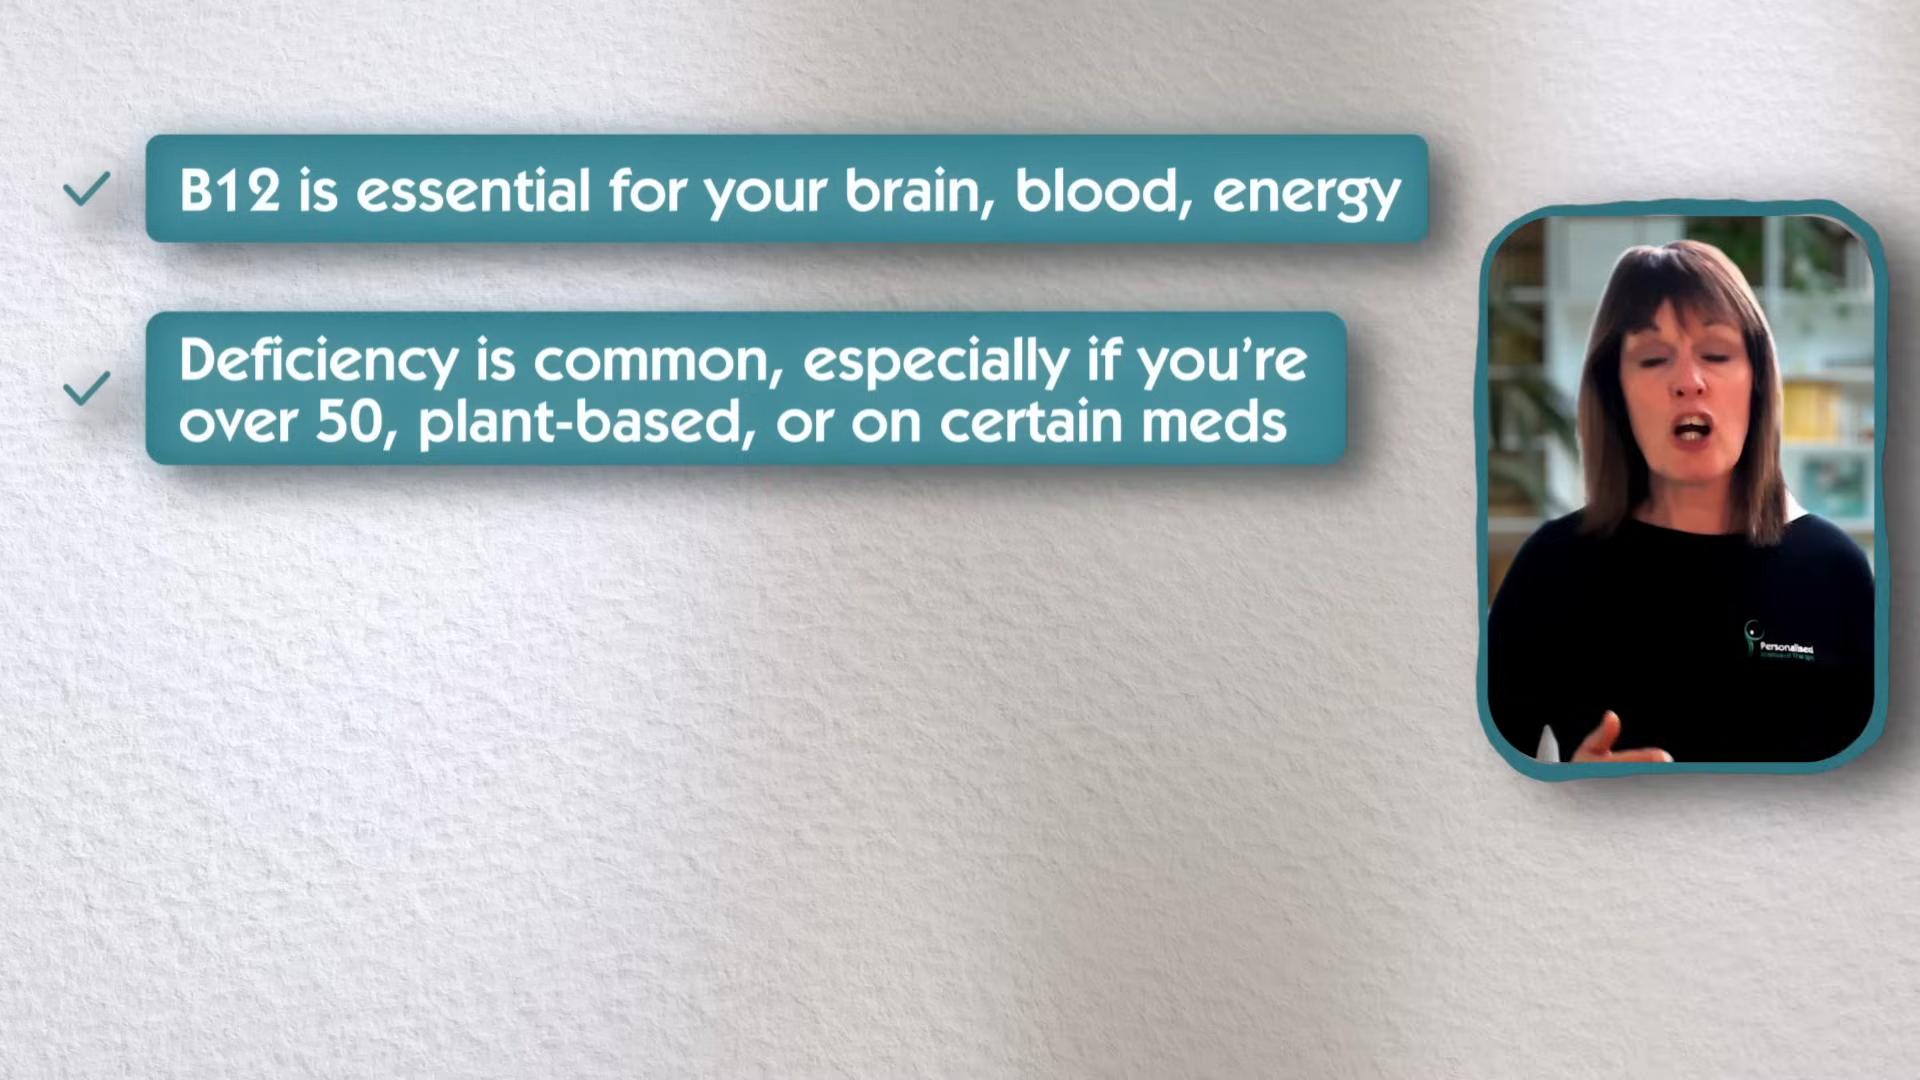 B12 is essential for your brain, blood, energy
Deficiency is common, especially if you're
over 50, plant-based, or on certain meds
Personalised